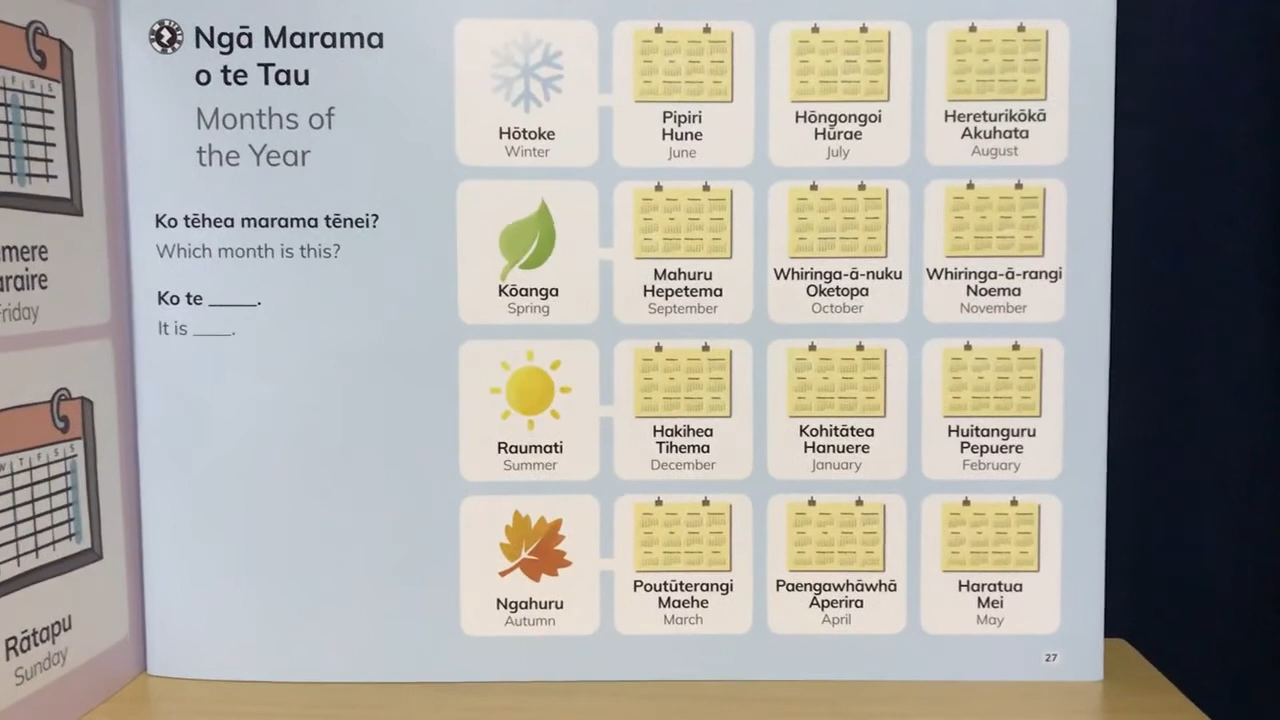 Ngā Marama
o te Tau
Months of
the Year
Ko tēhea marama tēnei?
Which month is this?
Ko te _____.
It is ____.
Hōtoke
Winter
Pipiri
Hune
June
Hōngongoi
Hūrae
July
Hereturikōkā
Akuhata
August
Kōanga
Spring
Mahuru
Hepetema
September
Whiringa-ā-nuku
Oketopa
October
Whiringa-ā-rangi
Noema
November
Raumati
Summer
Hakihea
Tihema
December
Kohitātea
Hanuere
January
Huitanguru
Pepuere
February
Ngahuru
Autumn
Poutūterangi
Maehe
March
Paengawhāwhā
Āperira
April
Haratua
Mei
May
27
F S S
mere
araire
Friday
W T F S S
Rātapu
Sunday